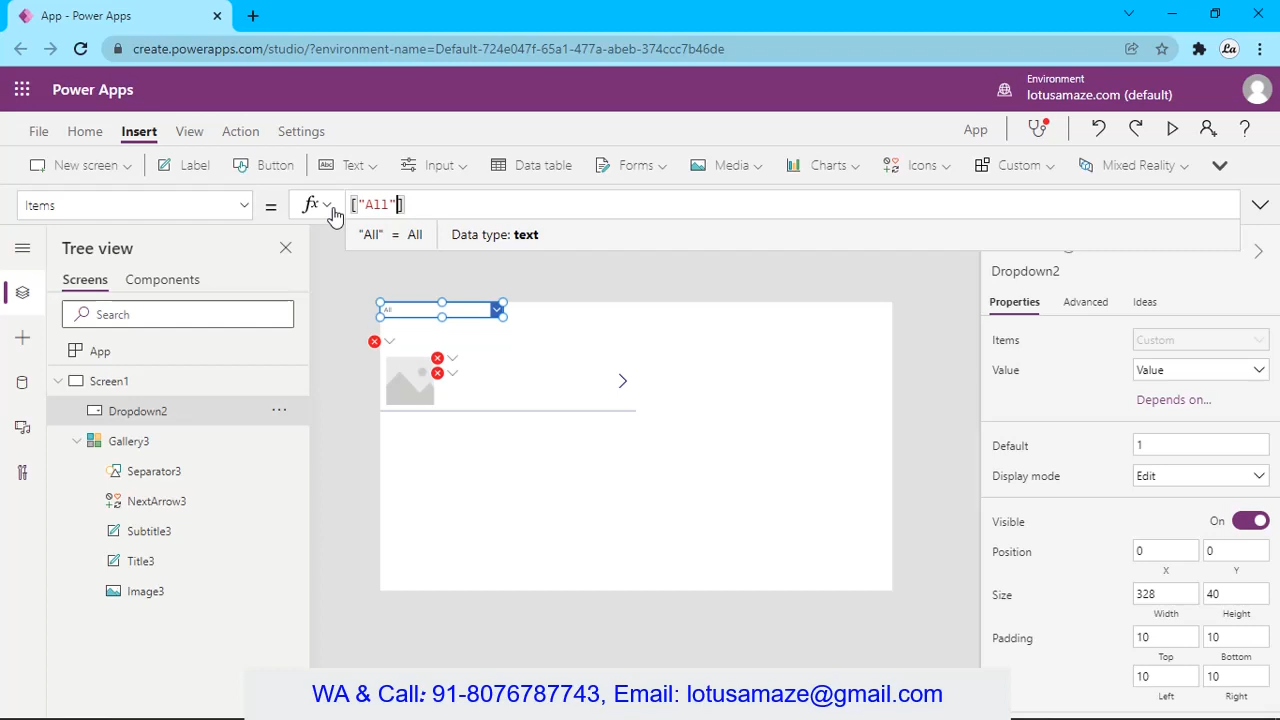 App - Power Apps
create.powerapps.com/studio/?environment-name=Default-724e047f-65a1-477a-abeb-374ccc7b46de
La
Power Apps
Environment
lotusamaze.com (default)
File Home Insert View Action Settings App
New screen Label Button Abc Text Input Data table Forms Media Charts Icons Custom Mixed Reality
Items = fx ["All"]
"All" = All Data type: text
Tree view
Screens Components
Search
App
Screen1
Dropdown2
Gallery3
Separator3
NextArrow3
Subtitle3
Title3
Image3
All
Dropdown2
Properties Advanced Ideas
Items Custom
Value Value
Depends on...
Default 1
Display mode Edit
Visible On
Position 0 0
X Y
Size 328 40
Width Height
Padding 10 10
Top Bottom
10 10
Left Right
WA & Call: 91-8076787743, Email: lotusamaze@gmail.com